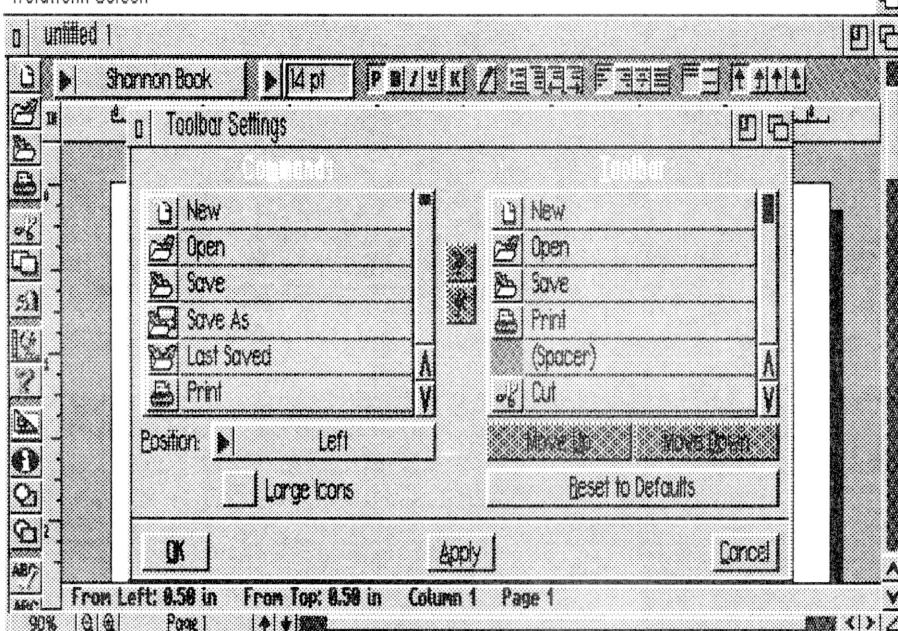 untitled 1
Shannon Book 14 pt P B I U K
Toolbar Settings
Commands Toolbar
New New
Open Open
Save Save
Save As Print
Last Saved (Spacer)
Print Cut
Position: Left Move Up Move Down
Large Icons Reset to Defaults
OK Apply Cancel
From Left: 0.50 in From Top: 0.50 in Column 1 Page 1
90% Page 1